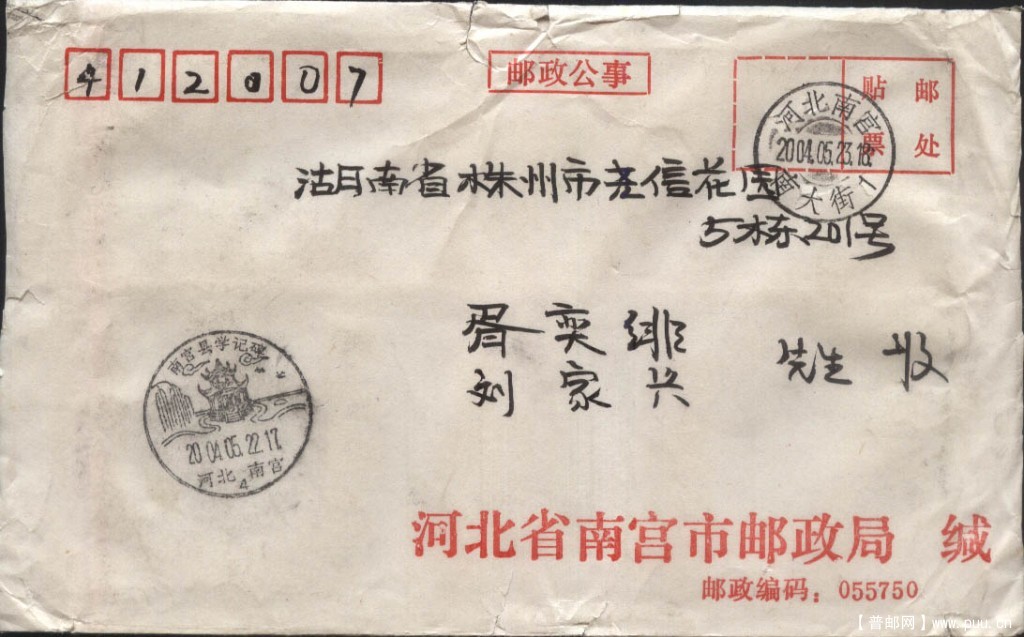 412007
邮政公事
贴邮
票处
河北南宫
2004.05.23.18
大街
湖南省株州市尧信花园
5栋201号
胥奕绯
刘家兴
先生 收
南宫县学记碑
2004.05.22.17
河北 南宫
4
河北省南宫市邮政局 缄
邮政编码：055750
【普邮网】www.puu.cn